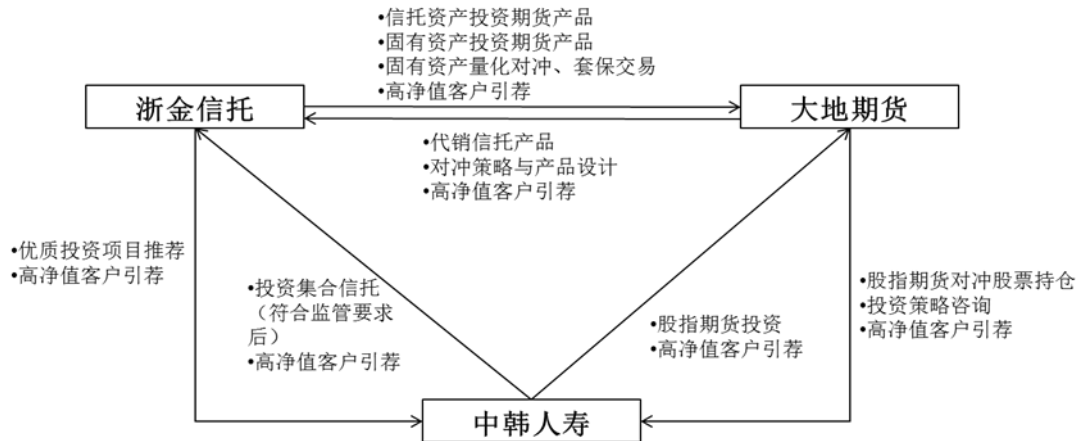 •信托资产投资期货产品
•固有资产投资期货产品
•固有资产量化对冲、套保交易
•高净值客户引荐
浙金信托
大地期货
•代销信托产品
•对冲策略与产品设计
•高净值客户引荐
•优质投资项目推荐
•高净值客户引荐
•投资集合信托
（符合监管要求
后）
•高净值客户引荐
•股指期货投资
•高净值客户引荐
•股指期货对冲股票持仓
•投资策略咨询
•高净值客户引荐
中韩人寿